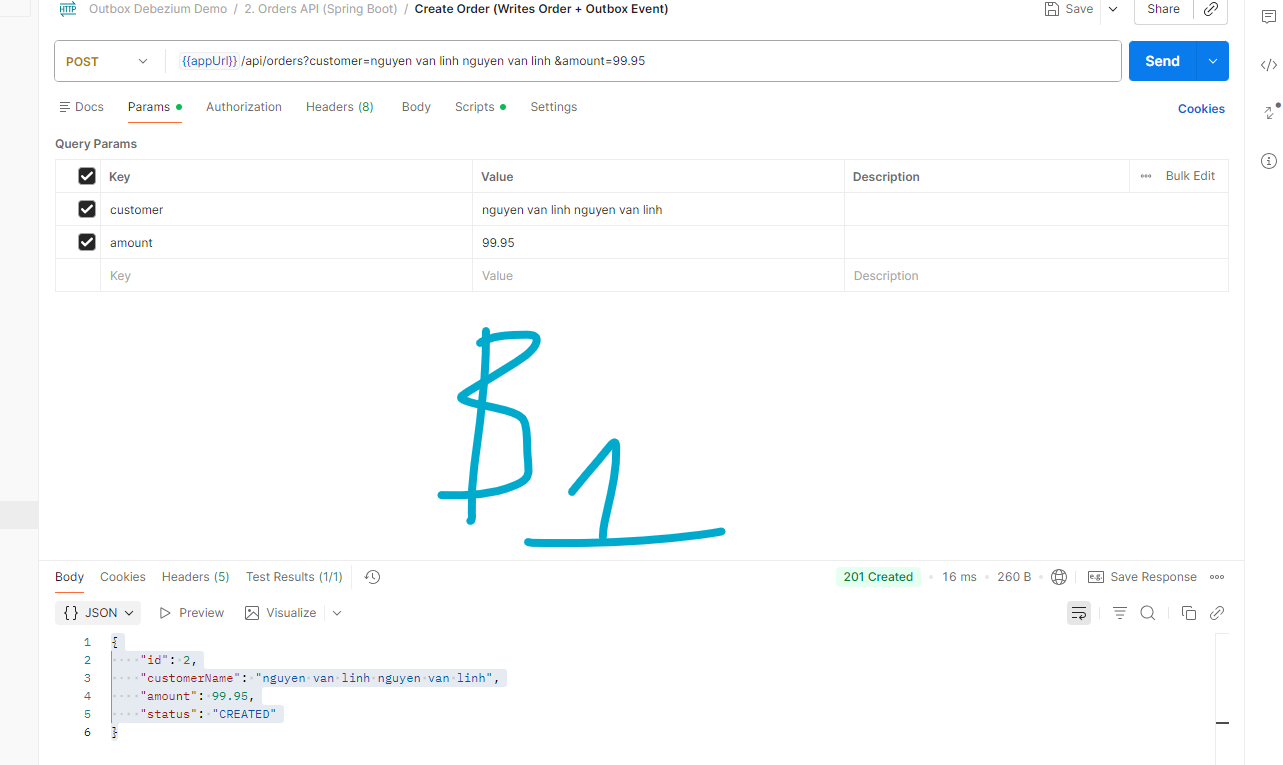 HTTP Outbox Debezium Demo / 2. Orders API (Spring Boot) / Create Order (Writes Order + Outbox Event) Save Share
POST {{appUrl}} /api/orders?customer=nguyen van linh nguyen van linh &amount=99.95 Send
Docs Params Authorization Headers (8) Body Scripts Settings Cookies
Query Params
Key Value Description Bulk Edit
customer nguyen van linh nguyen van linh
amount 99.95
Key Value Description
$ 1
Body Cookies Headers (5) Test Results (1/1) 201 Created • 16 ms • 260 B • e.g. Save Response
{} JSON Preview Visualize
1 {
2 "id": 2,
3 "customerName": "nguyen van linh nguyen van linh",
4 "amount": 99.95,
5 "status": "CREATED"
6 }